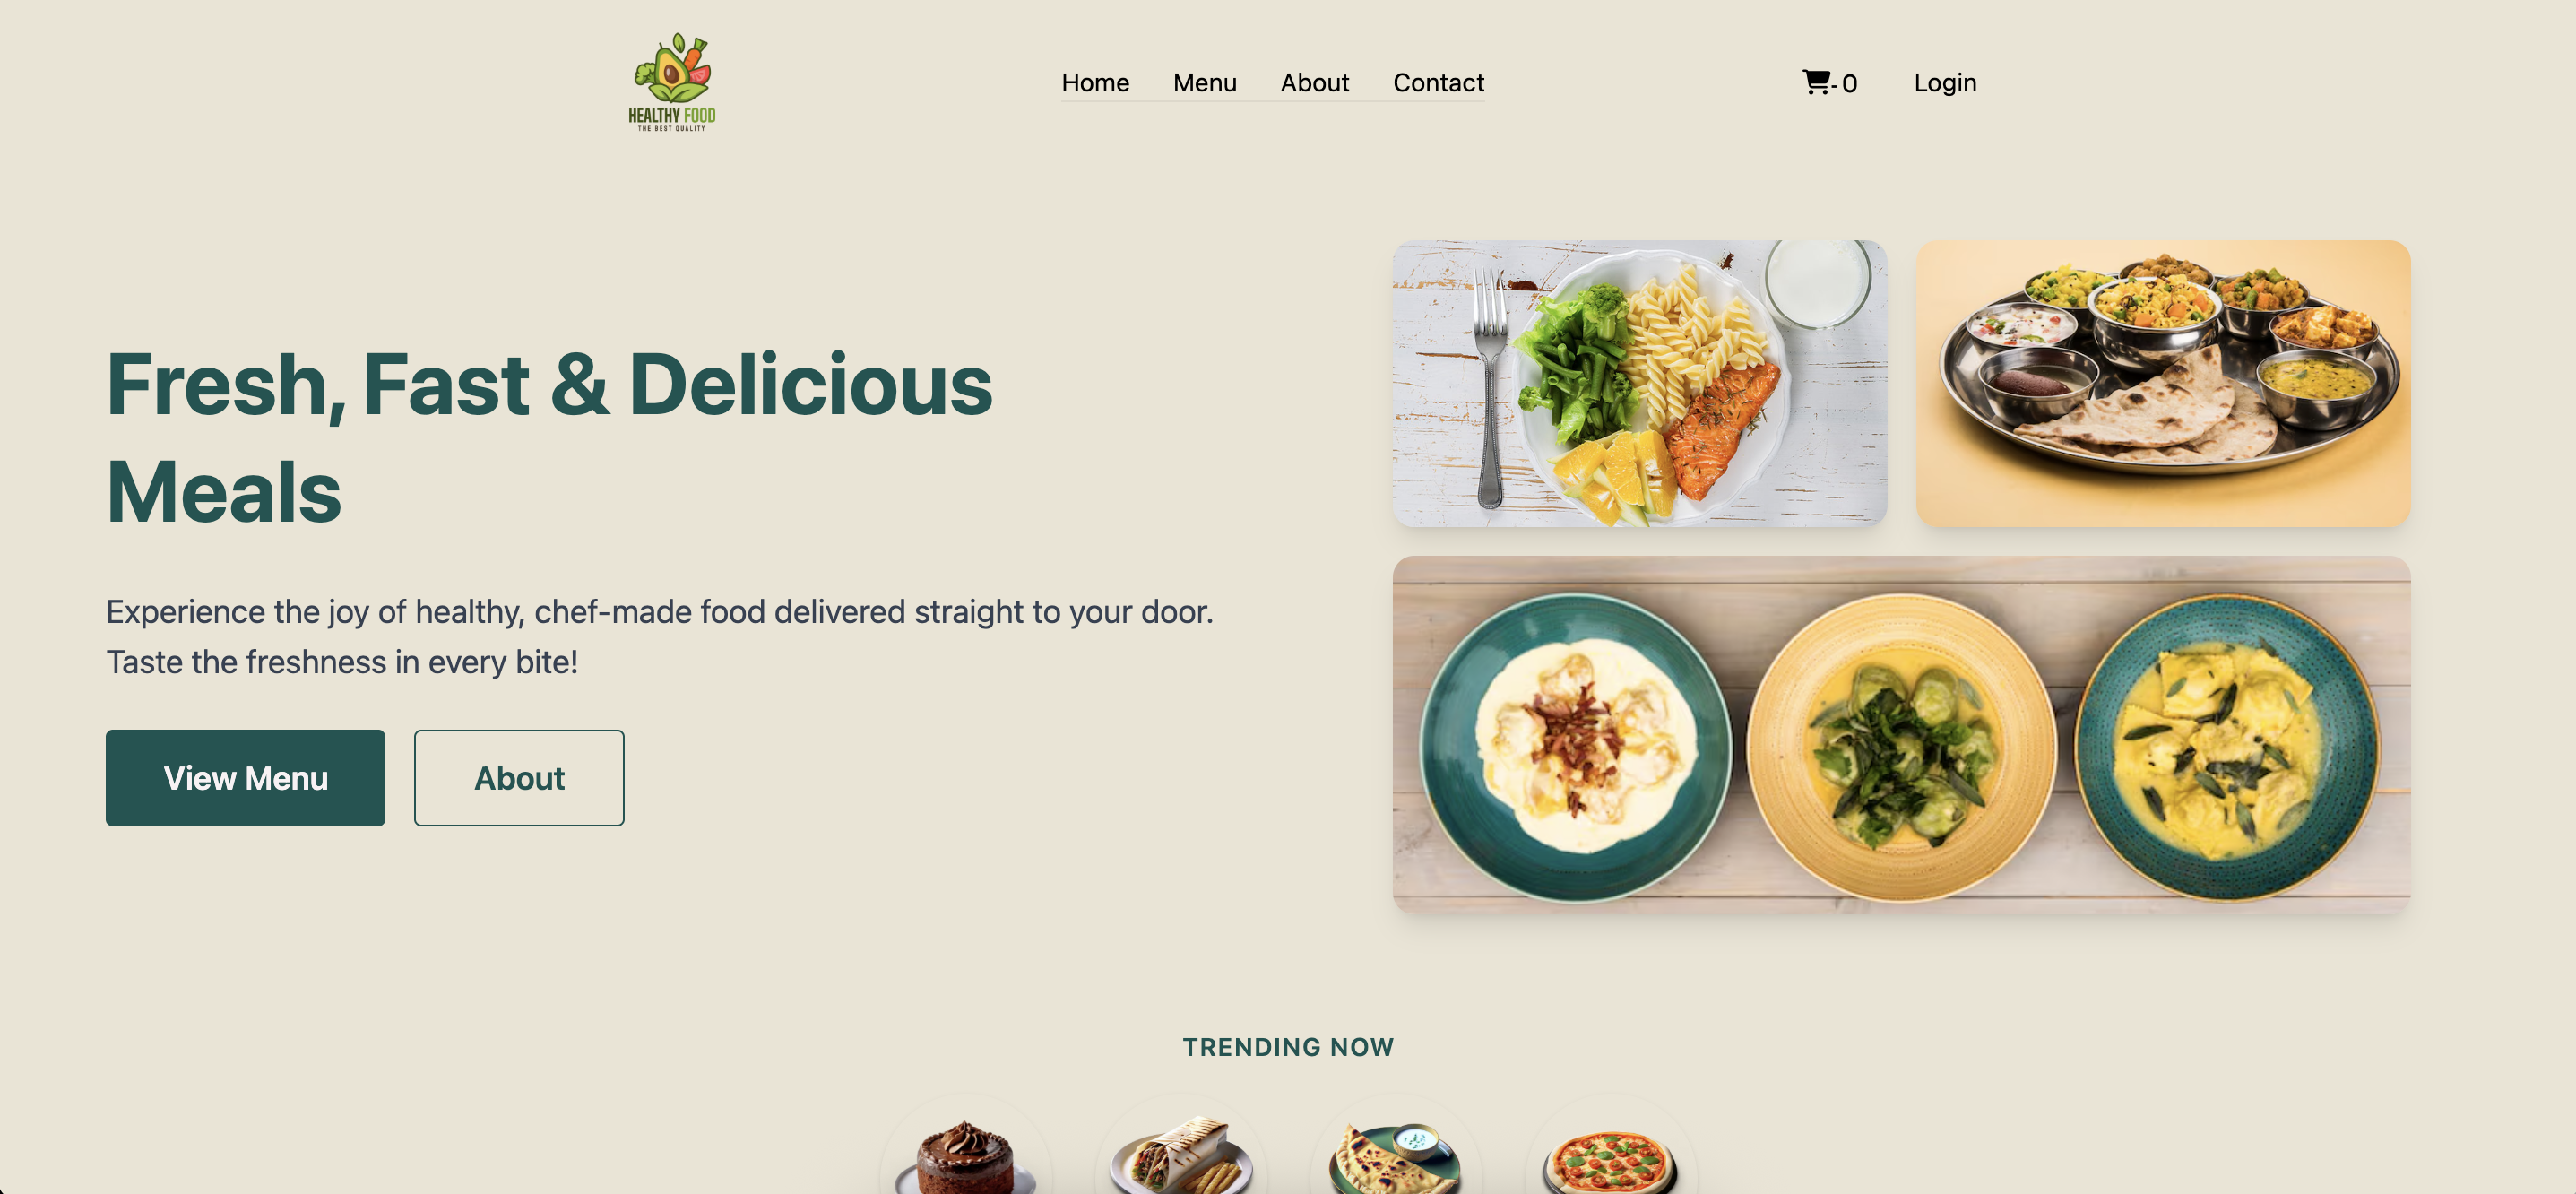 HEALTHY FOOD
THE BEST QUALITY
Home Menu About Contact
- 0
Login
Fresh, Fast & Delicious
Meals
Experience the joy of healthy, chef-made food delivered straight to your door.
Taste the freshness in every bite!
View Menu
About
TRENDING NOW